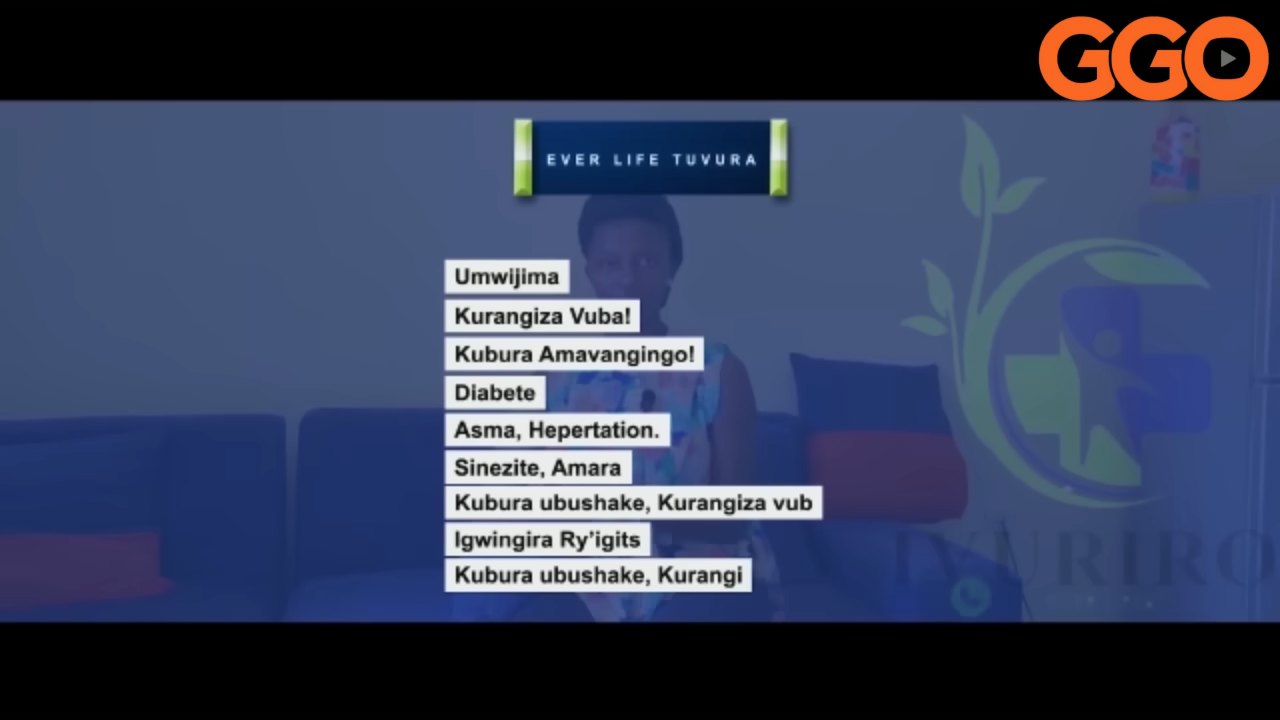 GGO
EVER LIFE TUVURA
Umwijima
Kurangiza Vuba!
Kubura Amavangingo!
Diabete
Asma, Hepertation.
Sinezite, Amara
Kubura ubushake, Kurangiza vub
Igwingira Ry'igits
Kubura ubushake, Kurangi
IVURIRO